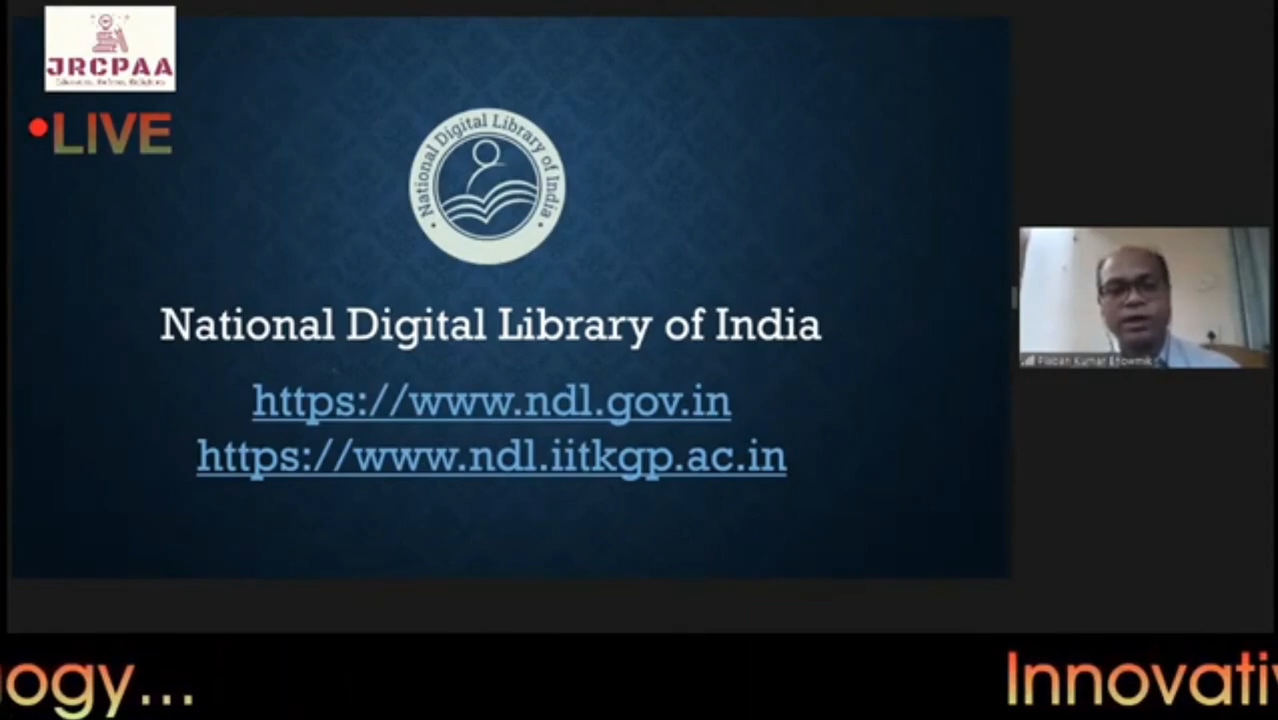 JRCPAA
LIVE
National Digital Library of India
National Digital Library of India
https://www.ndl.gov.in
https://www.ndl.iitkgp.ac.in
Kumar
ogy...
Innovati